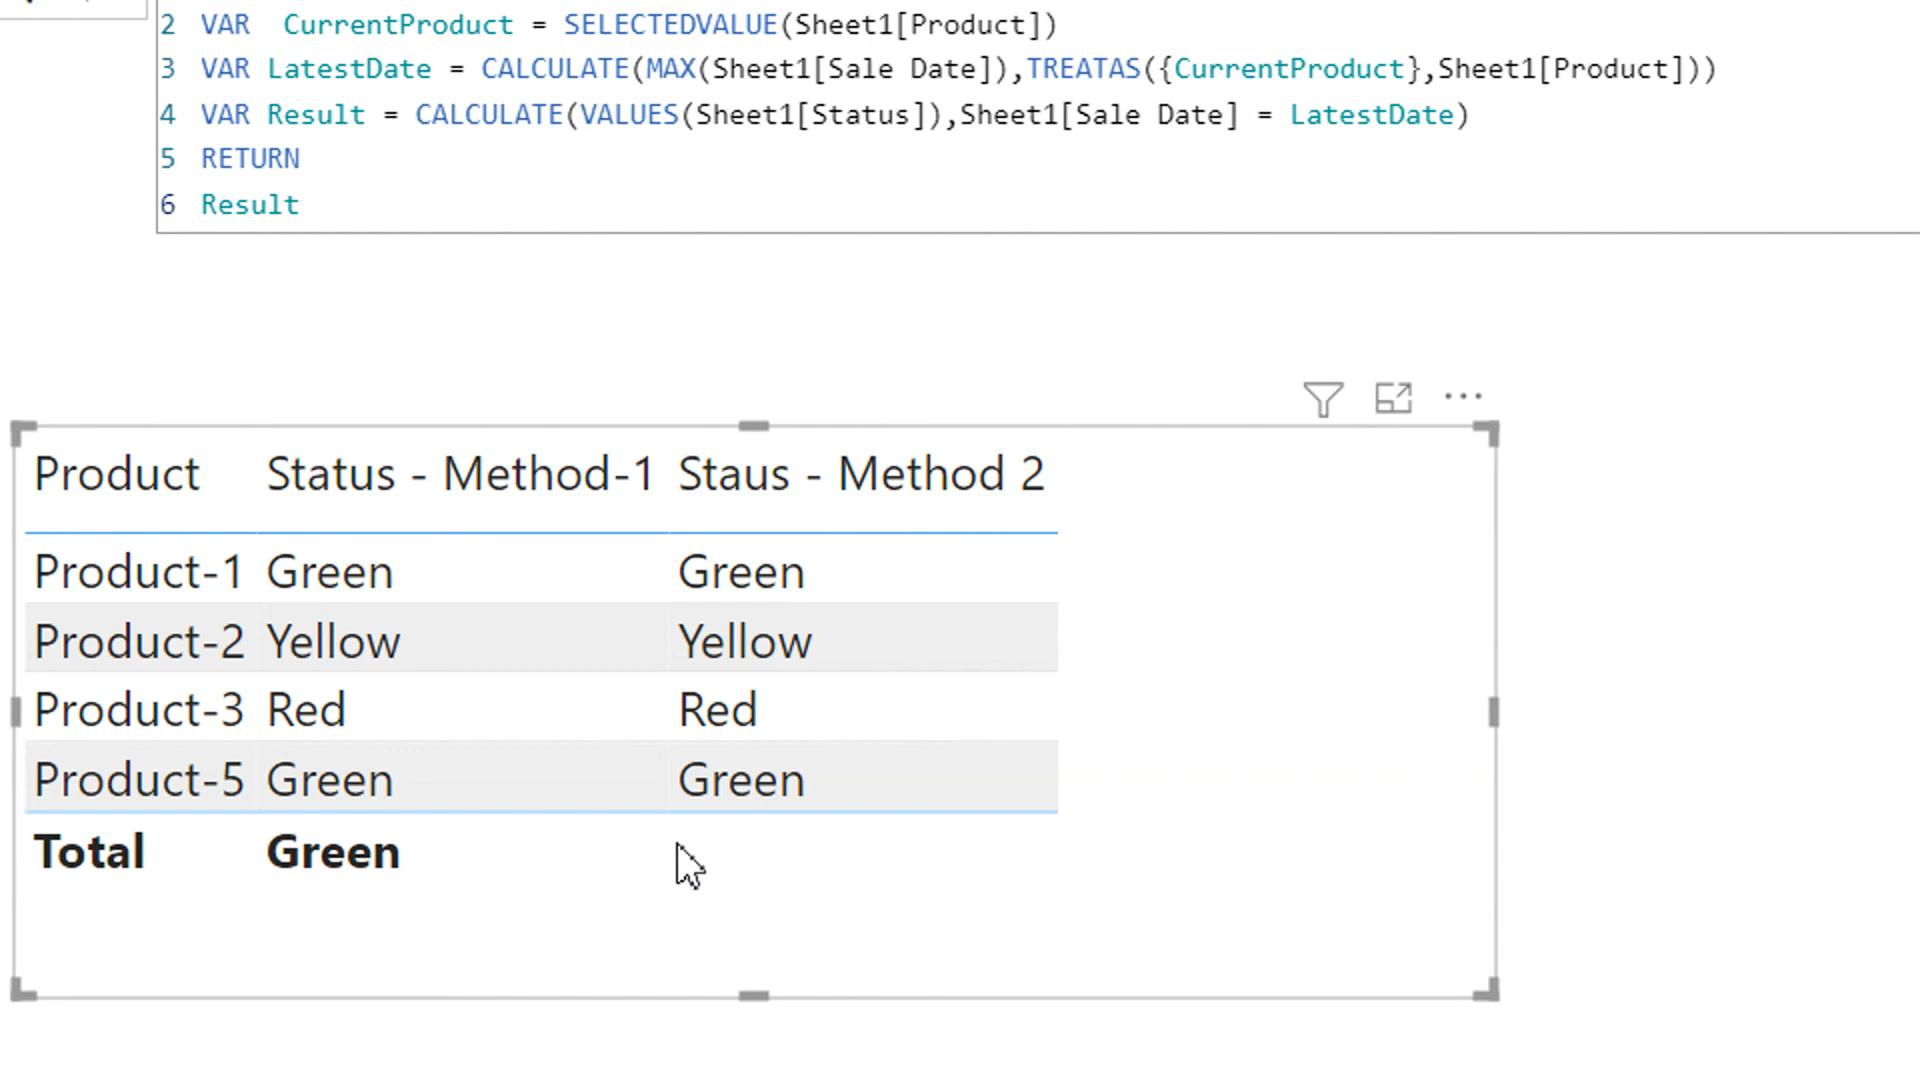 2 VAR CurrentProduct = SELECTEDVALUE(Sheet1[Product])
3 VAR LatestDate = CALCULATE(MAX(Sheet1[Sale Date]),TREATAS({CurrentProduct},Sheet1[Product]))
4 VAR Result = CALCULATE(VALUES(Sheet1[Status]),Sheet1[Sale Date] = LatestDate)
5 RETURN
6 Result
Product Status - Method-1 Staus - Method 2
Product-1 Green Green
Product-2 Yellow Yellow
Product-3 Red Red
Product-5 Green Green
Total Green